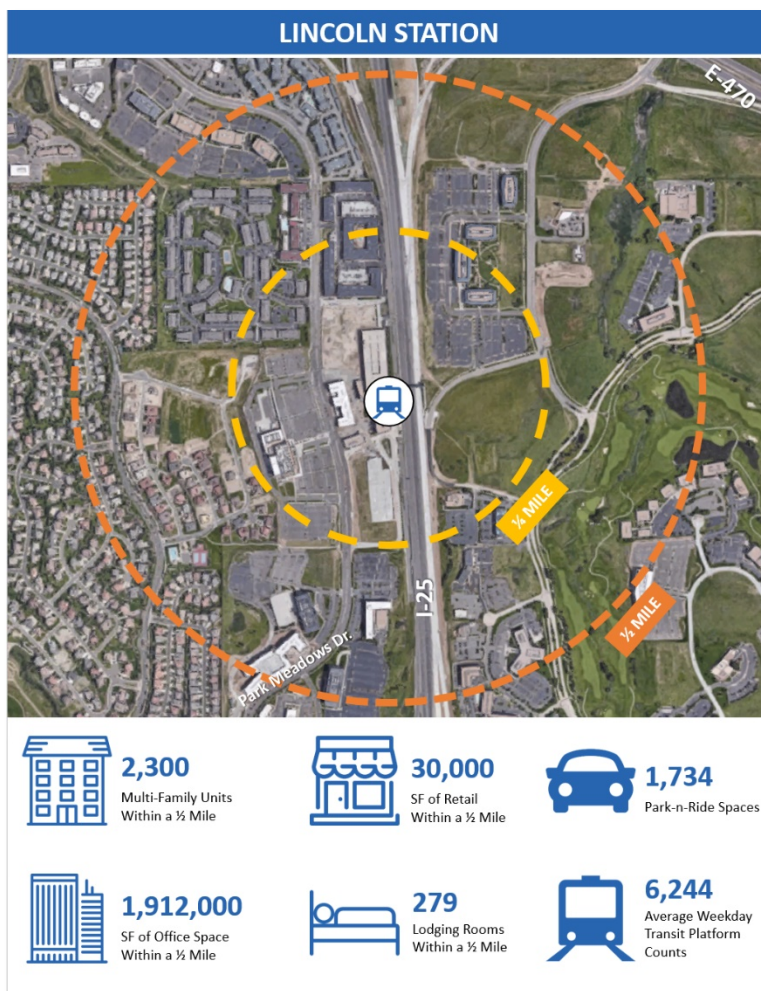 LINCOLN STATION
E-470
¼ MILE
½ MILE
I-25
Park Meadows Dr.
2,300
Multi-Family Units
Within a ½ Mile
30,000
SF of Retail
Within a ½ Mile
1,734
Park-n-Ride Spaces
1,912,000
SF of Office Space
Within a ½ Mile
279
Lodging Rooms
Within a ½ Mile
6,244
Average Weekday
Transit Platform
Counts